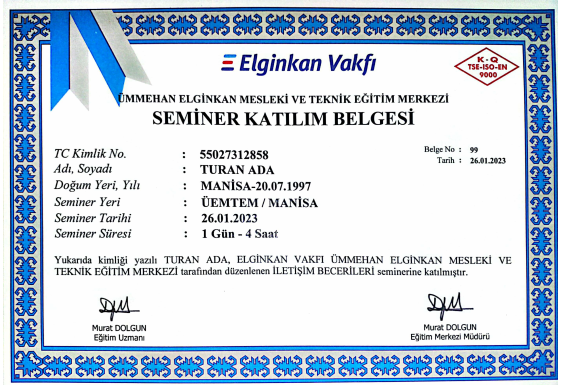 Elginkan Vakfı
K-Q
TSE-ISO-EN
9000
ÜMMEHAN ELGİNKAN MESLEKİ VE TEKNİK EĞİTİM MERKEZİ
SEMİNER KATILIM BELGESİ
Belge No : 99
Tarih : 26.01.2023
TC Kimlik No. : 55027312858
Adı, Soyadı : TURAN ADA
Doğum Yeri, Yılı : MANİSA-20.07.1997
Seminer Yeri : ÜEMTEM / MANİSA
Seminer Tarihi : 26.01.2023
Seminer Süresi : 1 Gün - 4 Saat
Yukarıda kimliği yazılı TURAN ADA, ELGİNKAN VAKFI ÜMMEHAN ELGİNKAN MESLEKİ VE
TEKNİK EĞİTİM MERKEZİ tarafından düzenlenen İLETİŞİM BECERİLERİ seminerine katılmıştır.
Murat DOLGUN
Eğitim Uzmanı
Murat DOLGUN
Eğitim Merkezi Müdürü